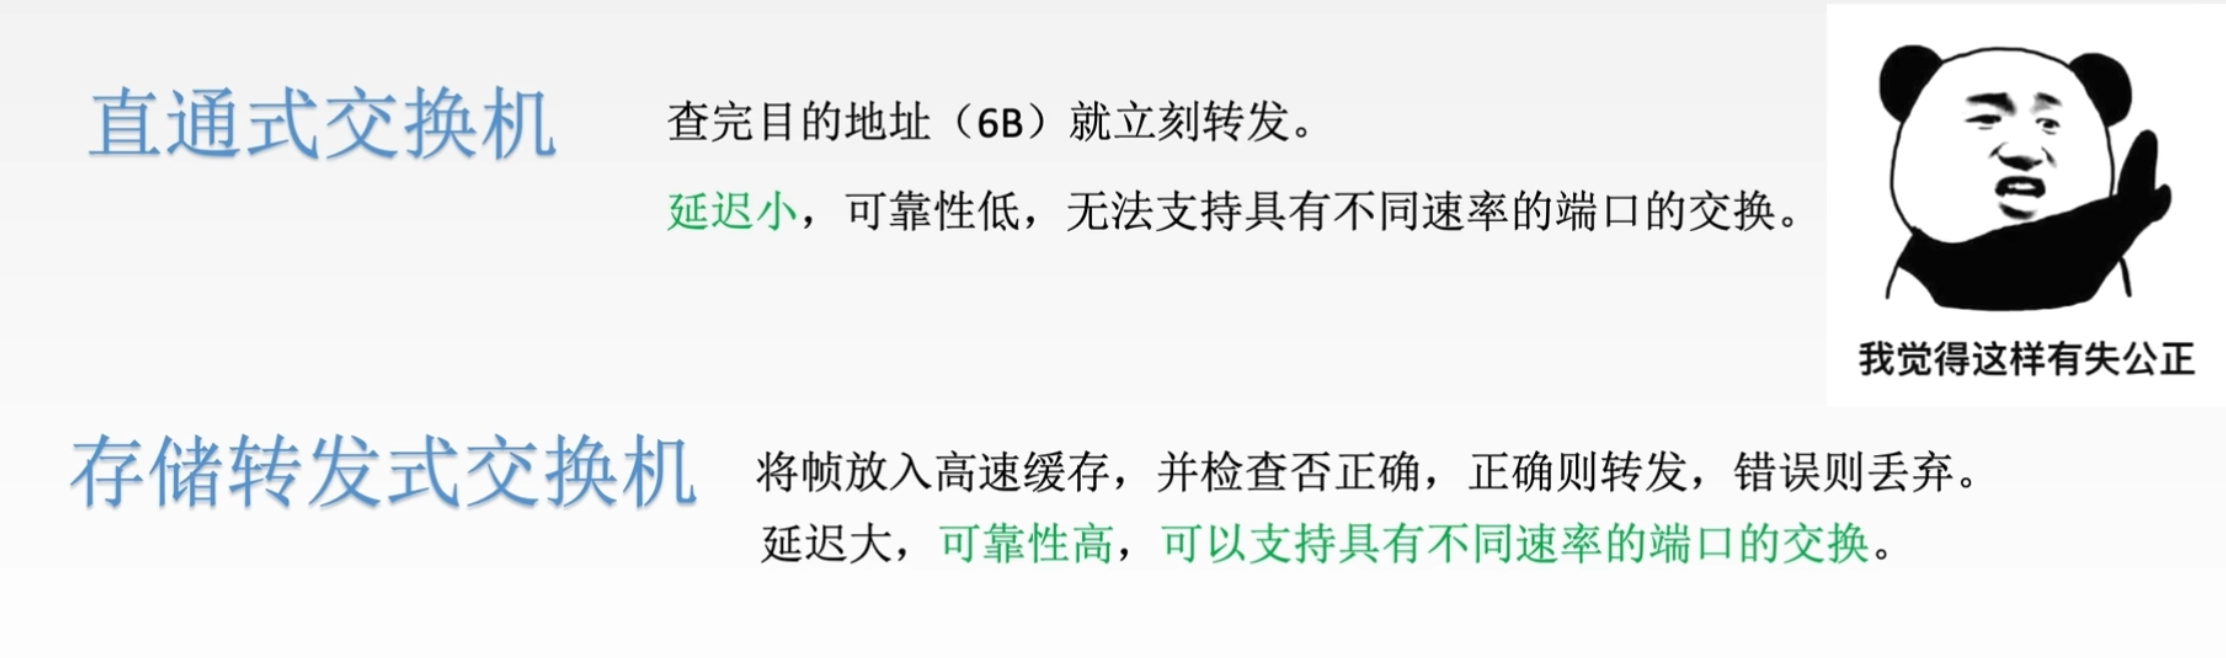 直通式交换机
查完目的地址（6B）就立刻转发。
延迟小，可靠性低，无法支持具有不同速率的端口的交换。
我觉得这样有失公正
存储转发式交换机
将帧放入高速缓存，并检查否正确，正确则转发，错误则丢弃。
延迟大，可靠性高，可以支持具有不同速率的端口的交换。